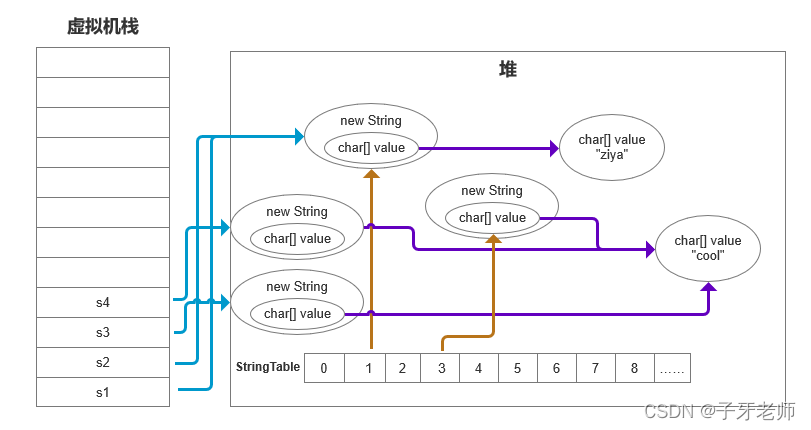 虚拟机栈
堆
new String
char[] value
char[] value
"ziya"
new String
char[] value
new String
char[] value
char[] value
"cool"
new String
char[] value
s4
s3
s2
s1
StringTable
0
1
2
3
4
5
6
7
8
……
CSDN @子牙老师